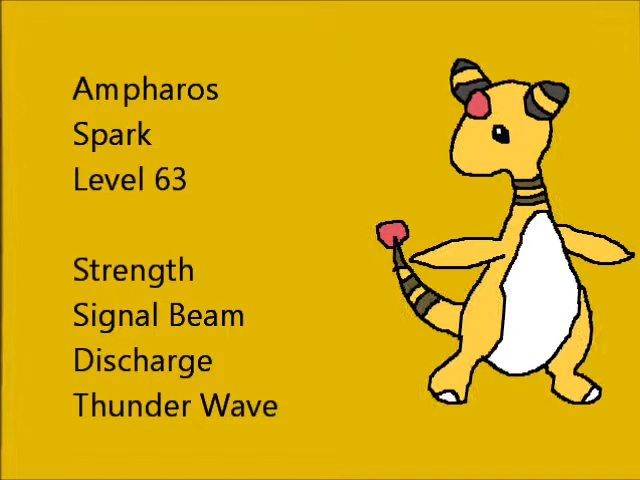 Ampharos
Spark
Level 63
Strength
Signal Beam
Discharge
Thunder Wave